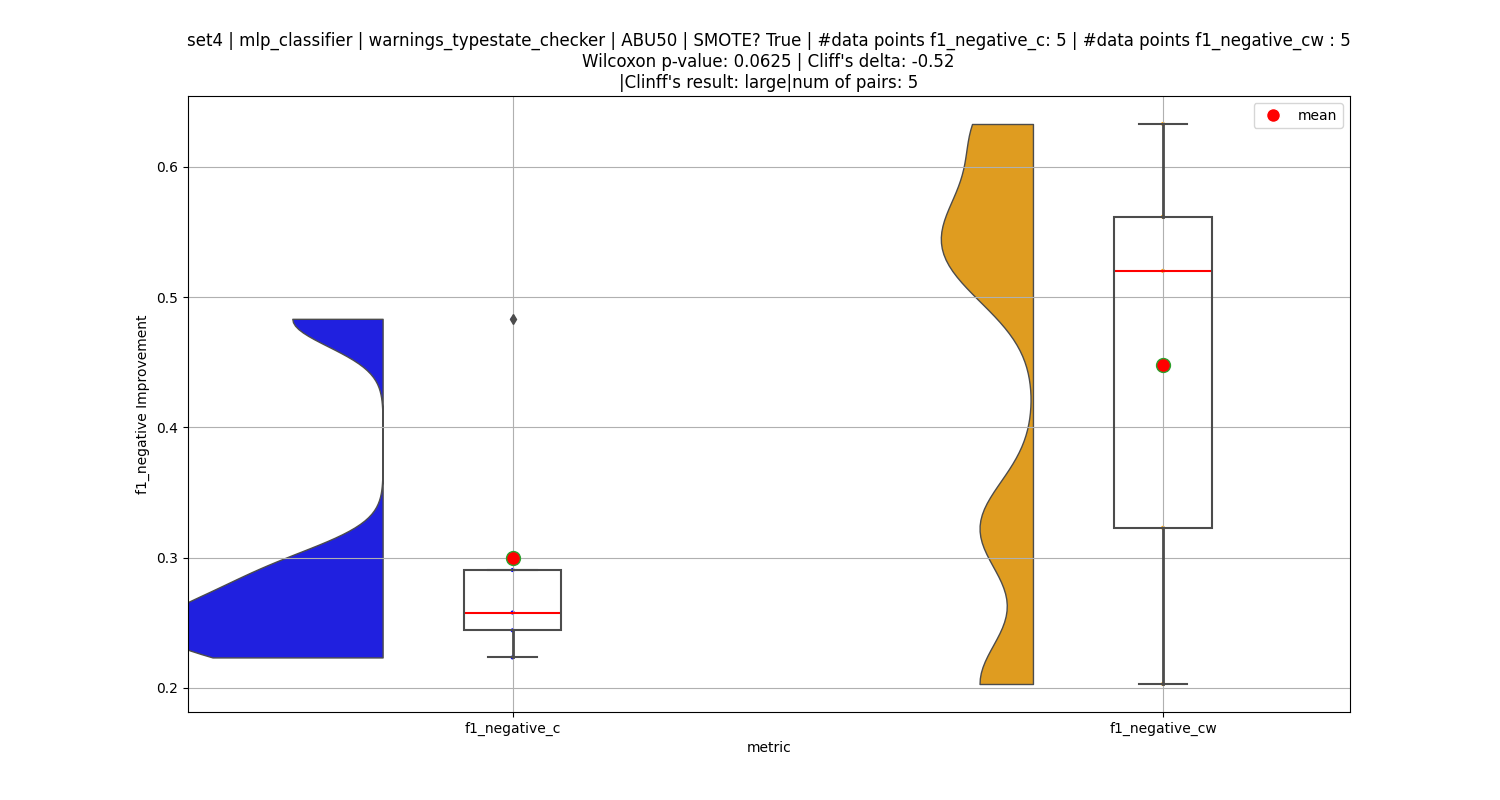 set4 | mlp_classifier | warnings_typestate_checker | ABU50 | SMOTE? True | #data points f1_negative_c: 5 | #data points f1_negative_cw : 5
Wilcoxon p-value: 0.0625 | Cliff's delta: -0.52
|Clinff's result: large|num of pairs: 5
mean
0.6
0.5
0.4
0.3
0.2
f1_negative Improvement
f1_negative_c
f1_negative_cw
metric